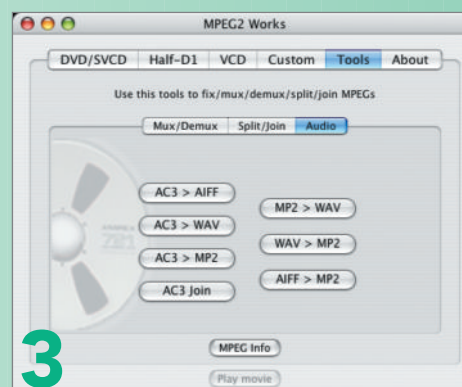 MPEG2 Works
DVD/SVCD Half-D1 VCD Custom Tools About
Use this tools to fix/mux/demux/split/join MPEGs
Mux/Demux Split/Join Audio
AC3 > AIFF
AC3 > WAV
AC3 > MP2
AC3 Join
MP2 > WAV
WAV > MP2
AIFF > MP2
MPEG Info
Play movie
3